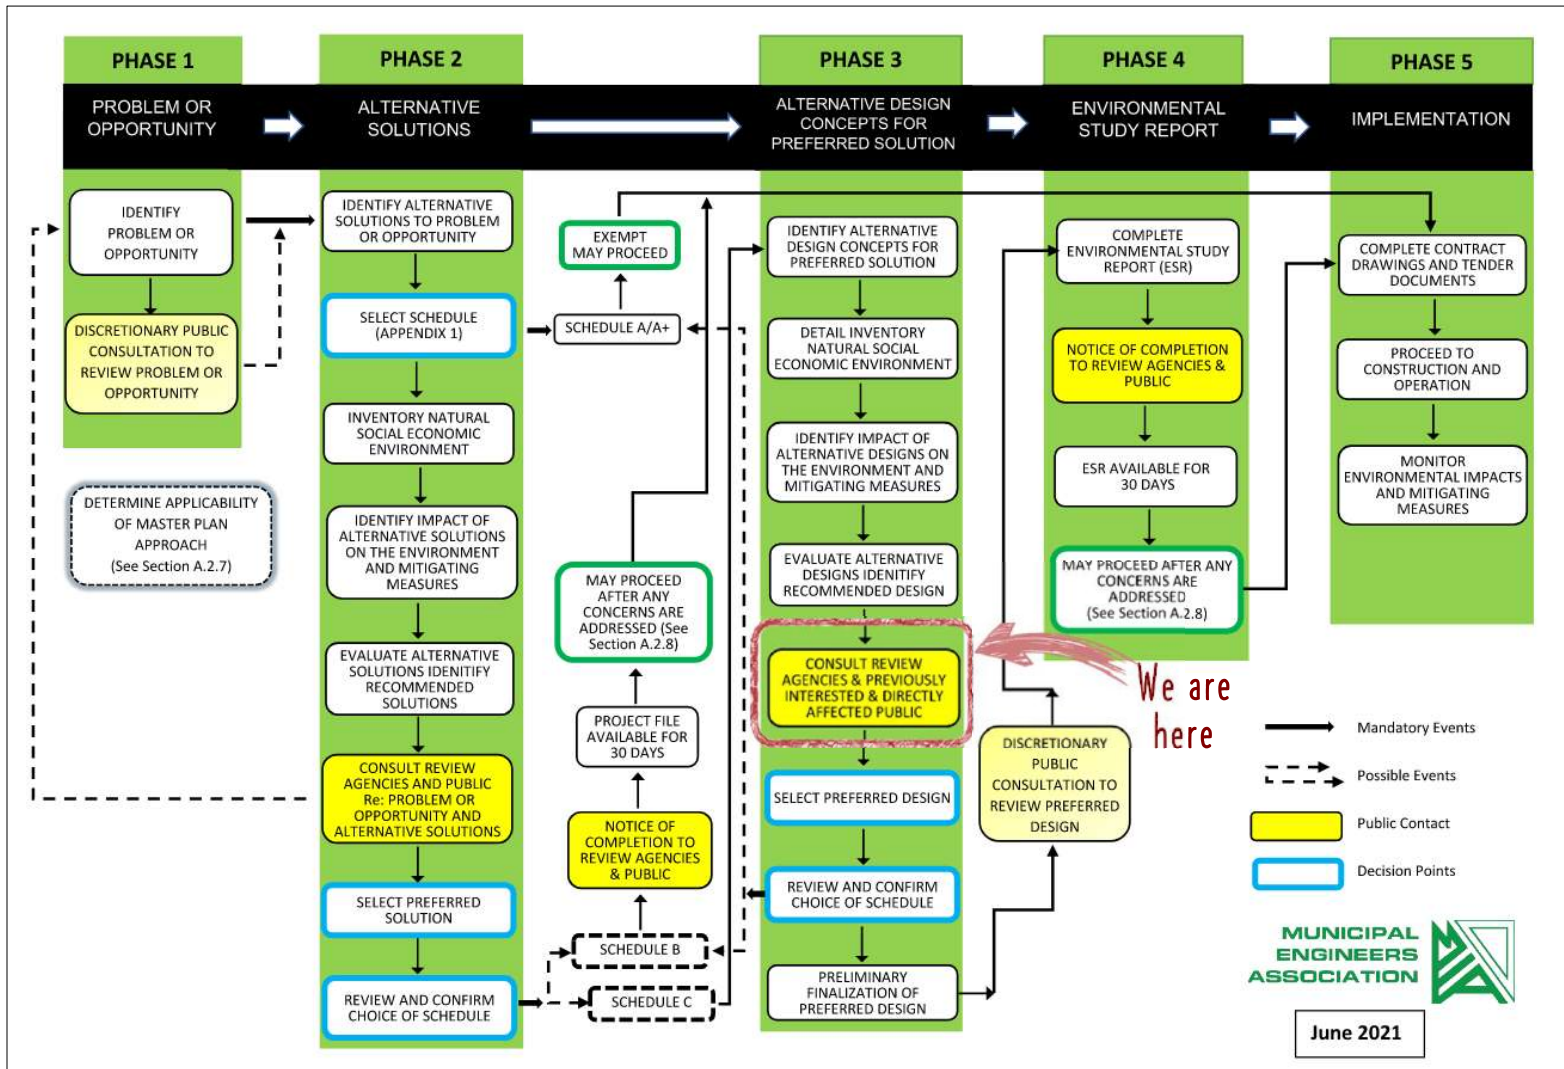 PHASE 1
PROBLEM OR
OPPORTUNITY
IDENTIFY
PROBLEM OR
OPPORTUNITY
DISCRETIONARY PUBLIC
CONSULTATION TO
REVIEW PROBLEM OR
OPPORTUNITY
DETERMINE APPLICABILITY
OF MASTER PLAN
APPROACH
(See Section A.2.7)
PHASE 2
ALTERNATIVE
SOLUTIONS
IDENTIFY ALTERNATIVE
SOLUTIONS TO PROBLEM
OR OPPORTUNITY
SELECT SCHEDULE
(APPENDIX 1)
INVENTORY NATURAL
SOCIAL ECONOMIC
ENVIRONMENT
IDENTIFY IMPACT OF
ALTERNATIVE SOLUTIONS
ON THE ENVIRONMENT
AND MITIGATING
MEASURES
EVALUATE ALTERNATIVE
SOLUTIONS IDENTIIFY
RECOMMENDED
SOLUTIONS
CONSULT REVIEW
AGENCIES AND PUBLIC
Re: PROBLEM OR
OPPORTUNITY AND
ALTERNATIVE SOLUTIONS
SELECT PREFERRED
SOLUTION
REVIEW AND CONFIRM
CHOICE OF SCHEDULE
EXEMPT
MAY PROCEED
SCHEDULE A/A+
MAY PROCEED
AFTER ANY
CONCERNS ARE
ADDRESSED (See
Section A.2.8)
PROJECT FILE
AVAILABLE FOR
30 DAYS
NOTICE OF
COMPLETION TO
REVIEW AGENCIES
& PUBLIC
SCHEDULE B
SCHEDULE C
PHASE 3
ALTERNATIVE DESIGN
CONCEPTS FOR
PREFERRED SOLUTION
IDENTIFY ALTERNATIVE
DESIGN CONCEPTS FOR
PREFERRED SOLUTION
DETAIL INVENTORY
NATURAL SOCIAL
ECONOMIC ENVIRONMENT
IDENTIFY IMPACT OF
ALTERNATIVE DESIGNS ON
THE ENVIRONMENT AND
MITIGATING MEASURES
EVALUATE ALTERNATIVE
DESIGNS IDENTIIFY
RECOMMENDED DESIGN
CONSULT REVIEW
AGENCIES & PREVIOUSLY
INTERESTED & DIRECTLY
AFFECTED PUBLIC
SELECT PREFERRED DESIGN
REVIEW AND CONFIRM
CHOICE OF SCHEDULE
PRELIMINARY
FINALIZATION OF
PREFERRED DESIGN
We are
here
DISCRETIONARY
PUBLIC
CONSULTATION TO
REVIEW PREFERRED
DESIGN
PHASE 4
ENVIRONMENTAL
STUDY REPORT
COMPLETE
ENVIRONMENTAL STUDY
REPORT (ESR)
NOTICE OF COMPLETION
TO REVIEW AGENCIES &
PUBLIC
ESR AVAILABLE FOR
30 DAYS
MAY PROCEED AFTER ANY
CONCERNS ARE
ADDRESSED
(See Section A.2.8)
PHASE 5
IMPLEMENTATION
COMPLETE CONTRACT
DRAWINGS AND TENDER
DOCUMENTS
PROCEED TO
CONSTRUCTION AND
OPERATION
MONITOR
ENVIRONMENTAL IMPACTS
AND MITIGATING
MEASURES
Mandatory Events
Possible Events
Public Contact
Decision Points
MUNICIPAL
ENGINEERS
ASSOCIATION
June 2021